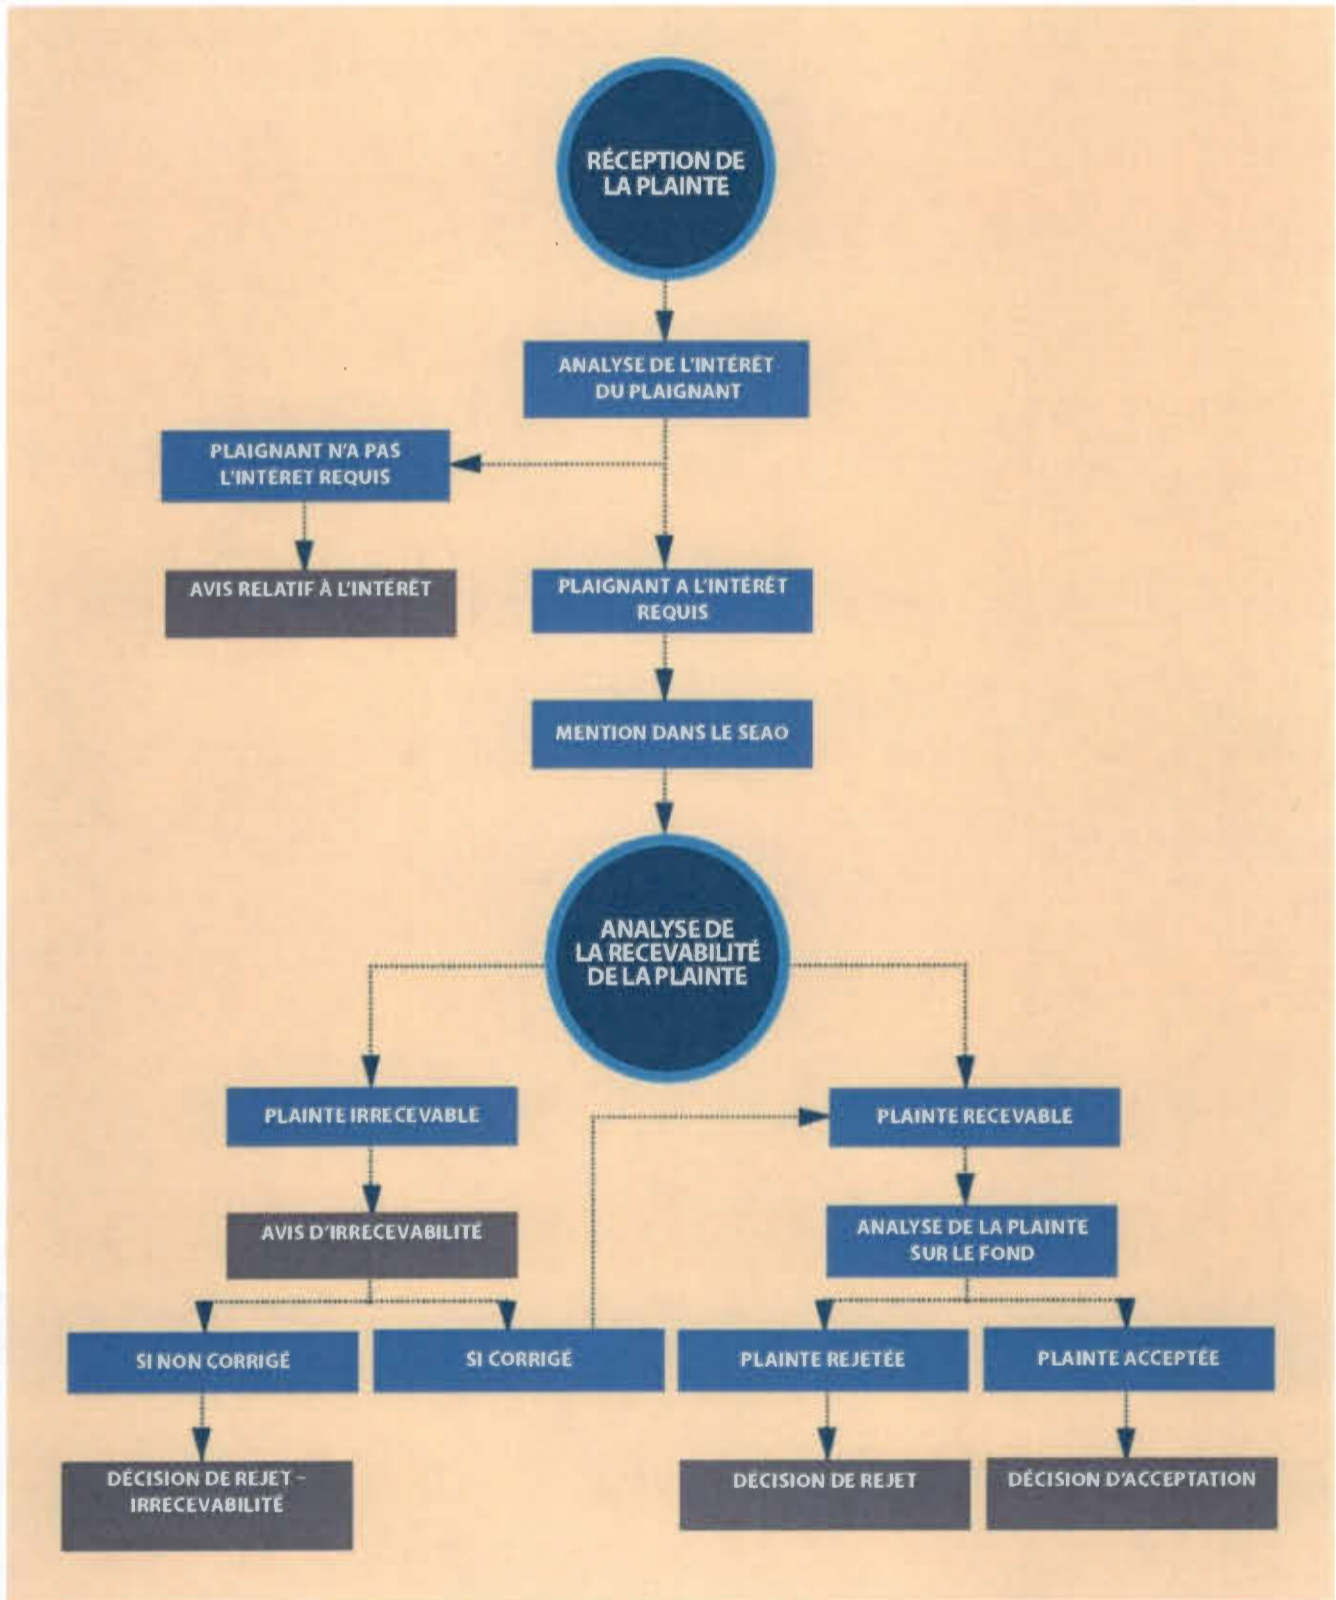 RÉCEPTION DE
LA PLAINTE
ANALYSE DE L'INTÉRÊT
DU PLAIGNANT
PLAIGNANT N'A PAS
L'INTERET REQUIS
AVIS RELATIF À L'INTÉRÊT
PLAIGNANT A L'INTÉRÊT
REQUIS
MENTION DANS LE SEAO
ANALYSE DE
LA RECEVABILITÉ
DE LA PLAINTE
PLAINTE IRRECEVABLE
PLAINTE RECEVABLE
AVIS D'IRRECEVABILITÉ
ANALYSE DE LA PLAINTE
SUR LE FOND
SI NON CORRIGÉ
SI CORRIGÉ
PLAINTE REJETÉE
PLAINTE ACCEPTÉE
DÉCISION DE REJET –
IRRECEVABILITÉ
DÉCISION DE REJET
DÉCISION D'ACCEPTATION